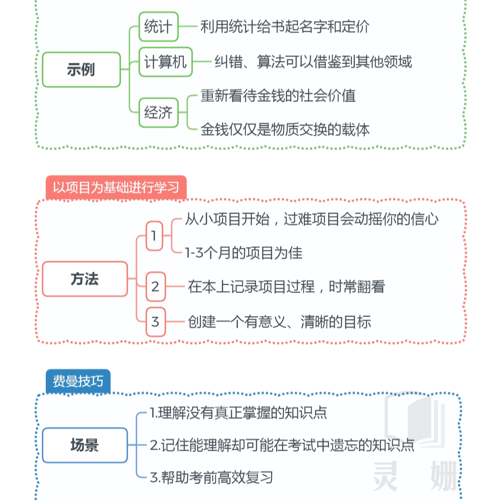 统计
利用统计给书起名字和定价
示例
计算机
纠错、算法可以借鉴到其他领域
经济
重新看待金钱的社会价值
金钱仅仅是物质交换的载体
以项目为基础进行学习
方法
1
从小项目开始，过难项目会动摇你的信心
1-3个月的项目为佳
2
在本上记录项目过程，时常翻看
3
创建一个有意义、清晰的目标
费曼技巧
场景
1.理解没有真正掌握的知识点
2.记住能理解却可能在考试中遗忘的知识点
3.帮助考前高效复习
灵 姗